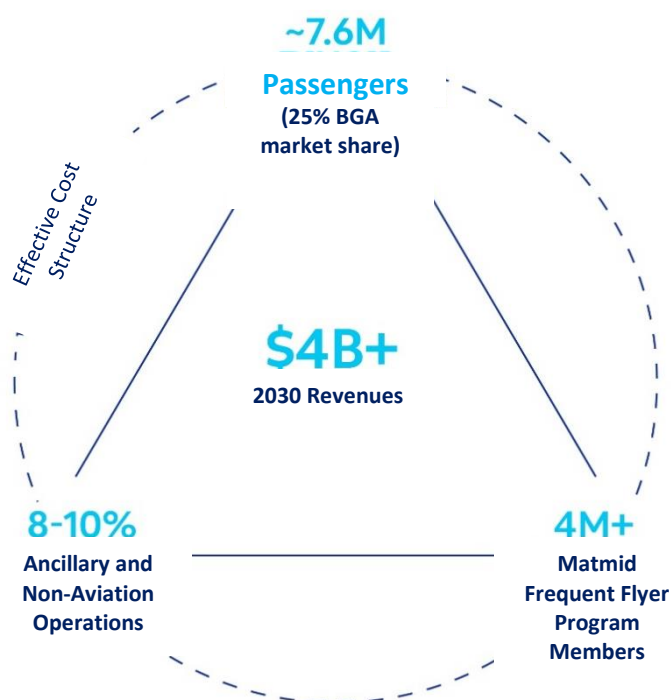 ~7.6M
Passengers
(25% BGA
market share)
Effective Cost
Structure
$4B+
2030 Revenues
8-10%
Ancillary and
Non-Aviation
Operations
4M+
Matmid
Frequent Flyer
Program
Members